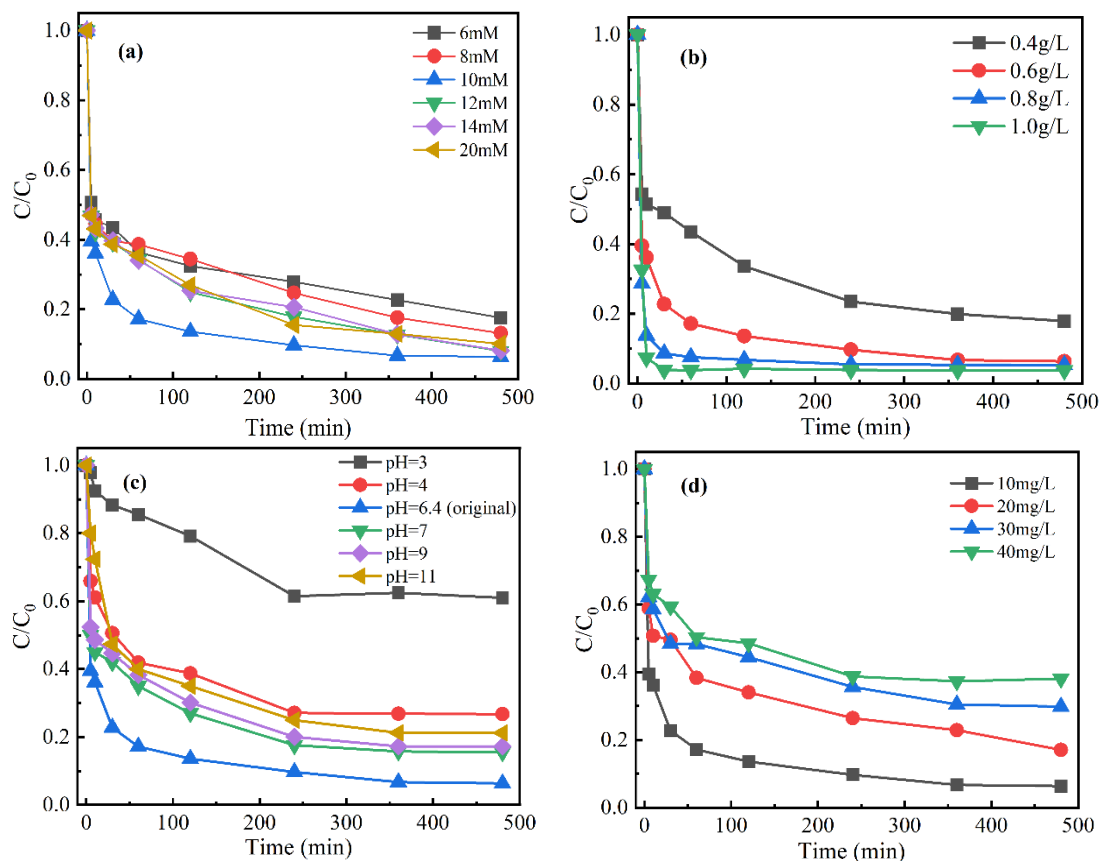 (a)
6mM
8mM
10mM
12mM
14mM
20mM
C/C0
1.0
0.8
0.6
0.4
0.2
0.0
0 100 200 300 400 500
Time (min)
(b)
0.4g/L
0.6g/L
0.8g/L
1.0g/L
C/C0
1.0
0.8
0.6
0.4
0.2
0.0
0 100 200 300 400 500
Time (min)
(c)
pH=3
pH=4
pH=6.4 (original)
pH=7
pH=9
pH=11
C/C0
1.0
0.8
0.6
0.4
0.2
0.0
0 100 200 300 400 500
Time (min)
(d)
10mg/L
20mg/L
30mg/L
40mg/L
C/C0
1.0
0.8
0.6
0.4
0.2
0.0
0 100 200 300 400 500
Time (min)